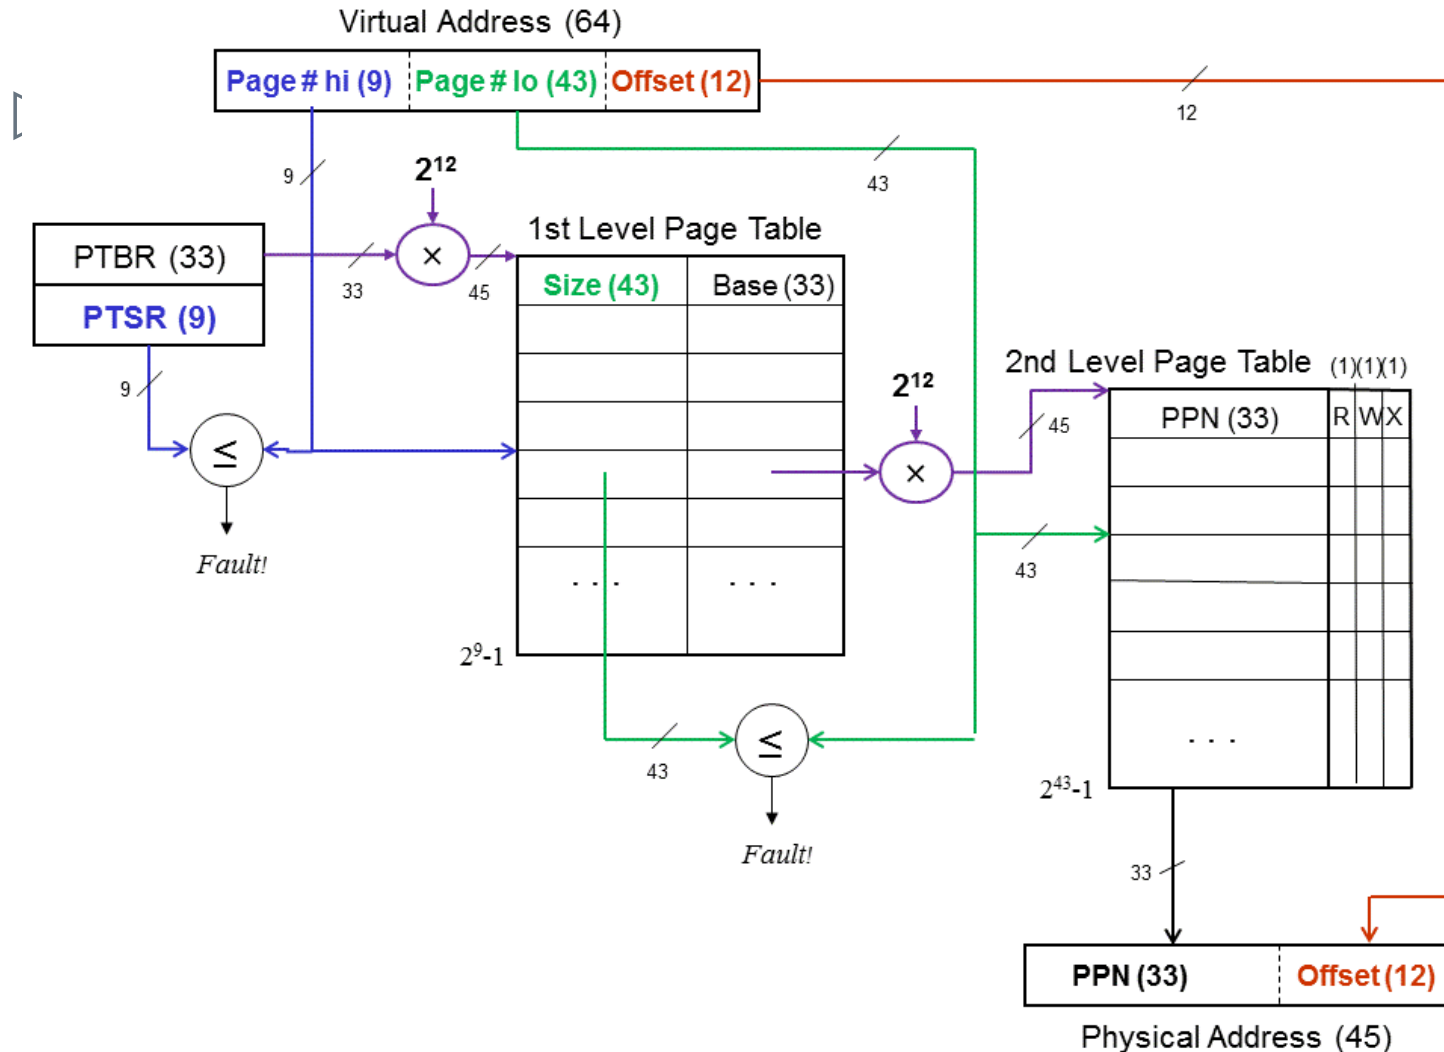 Virtual Address (64)
Page # hi (9) Page # lo (43) Offset (12)
12
9
2¹²
43
1st Level Page Table
PTBR (33)
×
33
45
Size (43) Base (33)
PTSR (9)
2nd Level Page Table (1)(1)(1)
9
2¹²
PPN (33) R W X
45
≤
×
Fault!
43
. . . . . .
2⁹-1
≤
43
. . .
2⁴³-1
Fault!
33
PPN (33) Offset (12)
Physical Address (45)